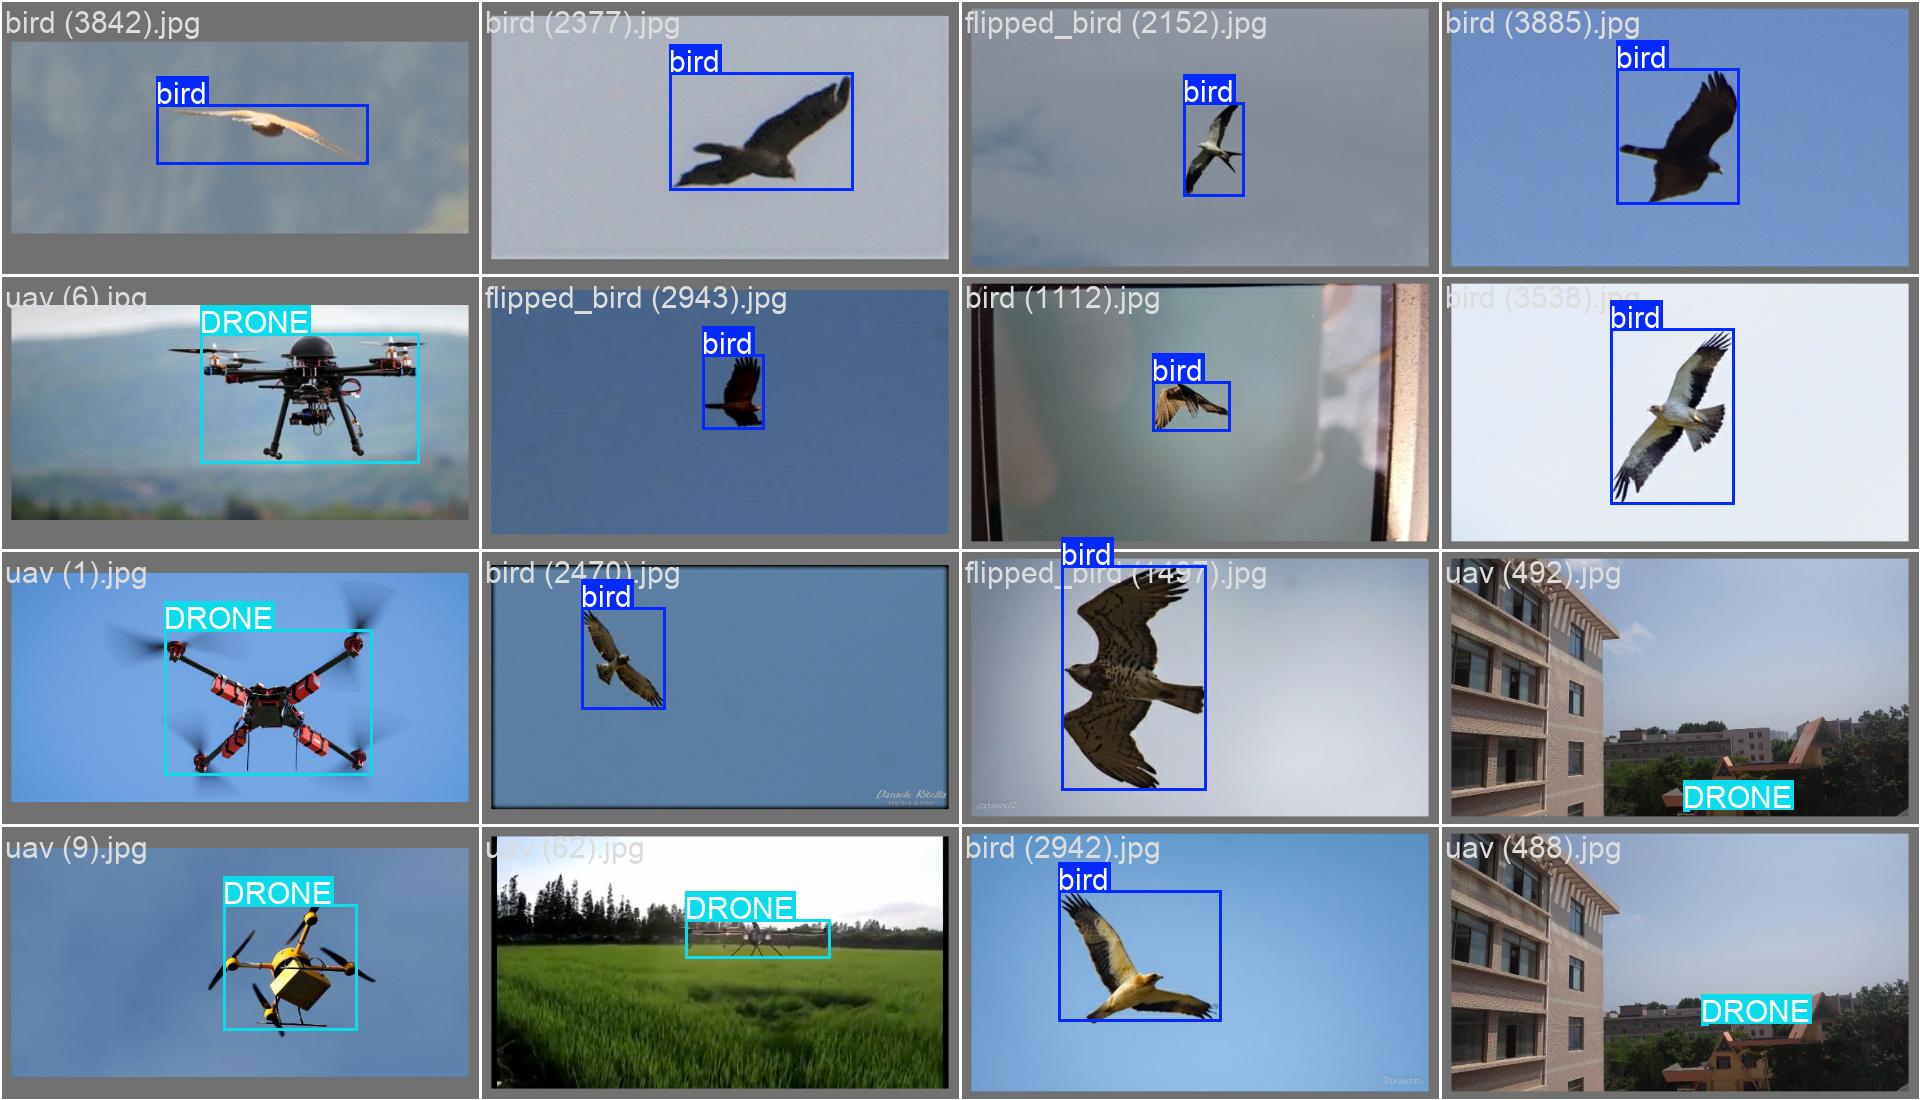 bird (3842).jpg
bird
bird (2377).jpg
bird
flipped_bird (2152).jpg
bird
bird (3885).jpg
bird
uav (6).jpg
DRONE
flipped_bird (2943).jpg
bird
bird (1112).jpg
bird
bird (3538).jpg
bird
uav (1).jpg
DRONE
bird (2470).jpg
bird
Daniele Ritella
flipped_bird (1497).jpg
bird
uav (492).jpg
DRONE
uav (9).jpg
DRONE
uav (62).jpg
DRONE
bird (2942).jpg
bird
uav (488).jpg
DRONE